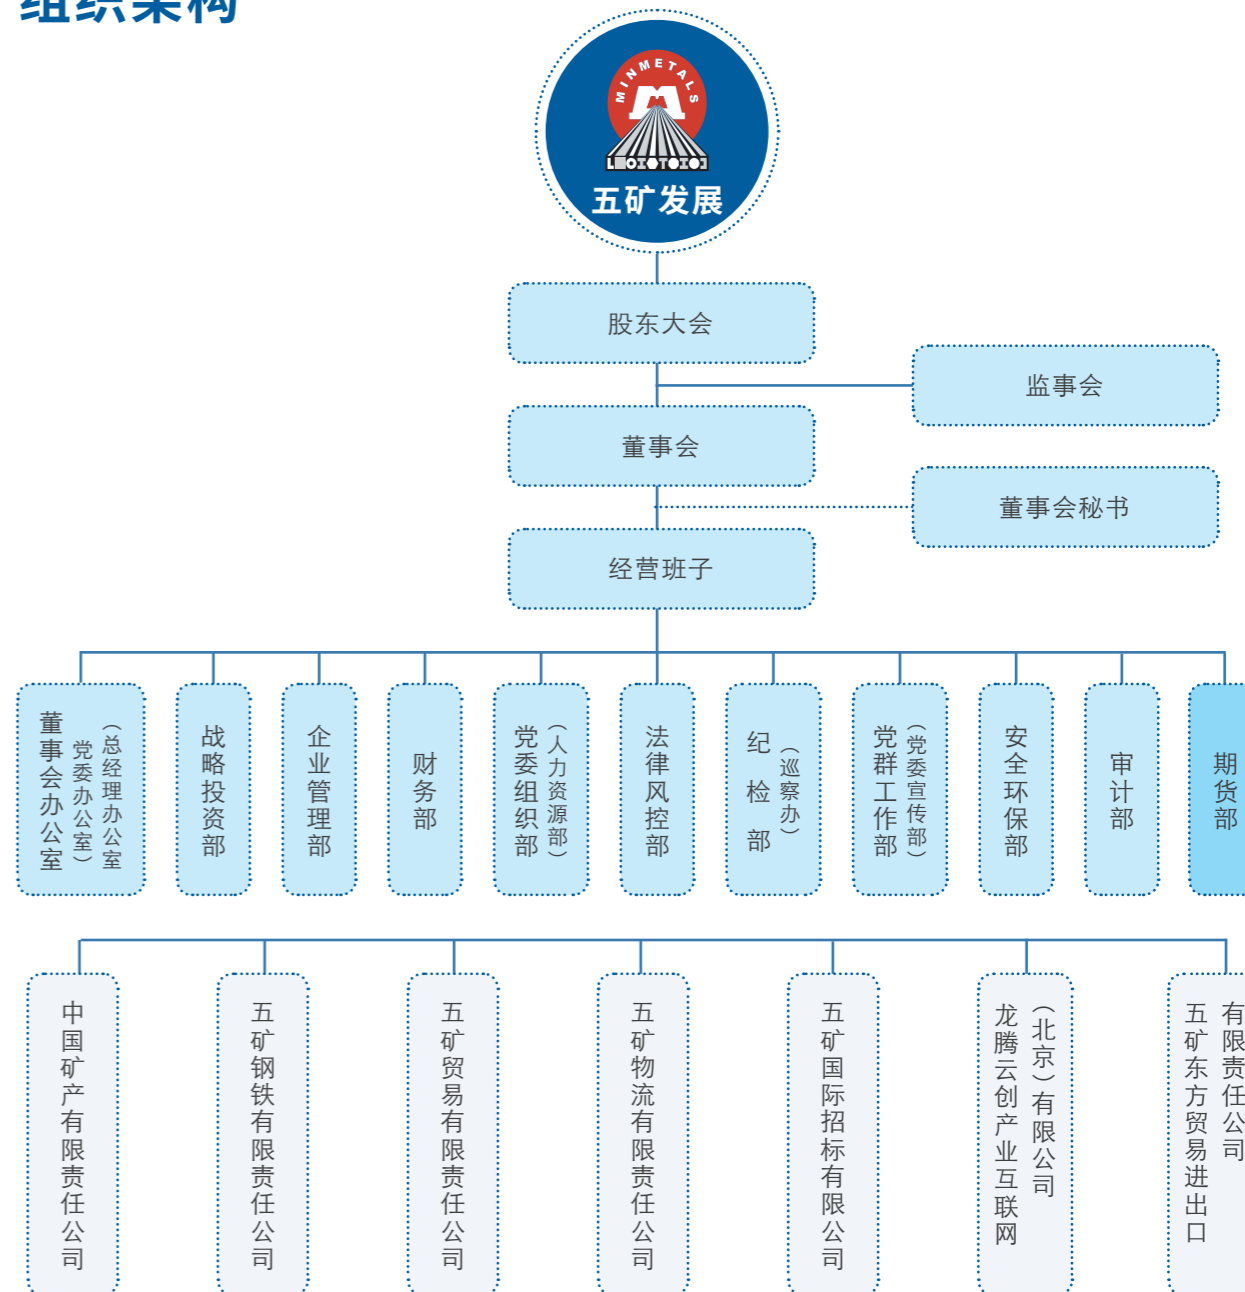 组织架构
MINMETALS
五矿发展
股东大会
监事会
董事会
董事会秘书
经营班子
董事会办公室
（总经理办公室
党委办公室）
战略投资部
企业管理部
财务部
党委组织部
（人力资源部）
法律风控部
纪检部
（巡察办）
党群工作部
（党委宣传部）
安全环保部
审计部
期货部
中国矿产有限责任公司
五矿钢铁有限责任公司
五矿贸易有限责任公司
五矿物流有限责任公司
五矿国际招标有限公司
龙腾云创产业互联网
（北京）有限公司
五矿东方贸易进出口
有限责任公司